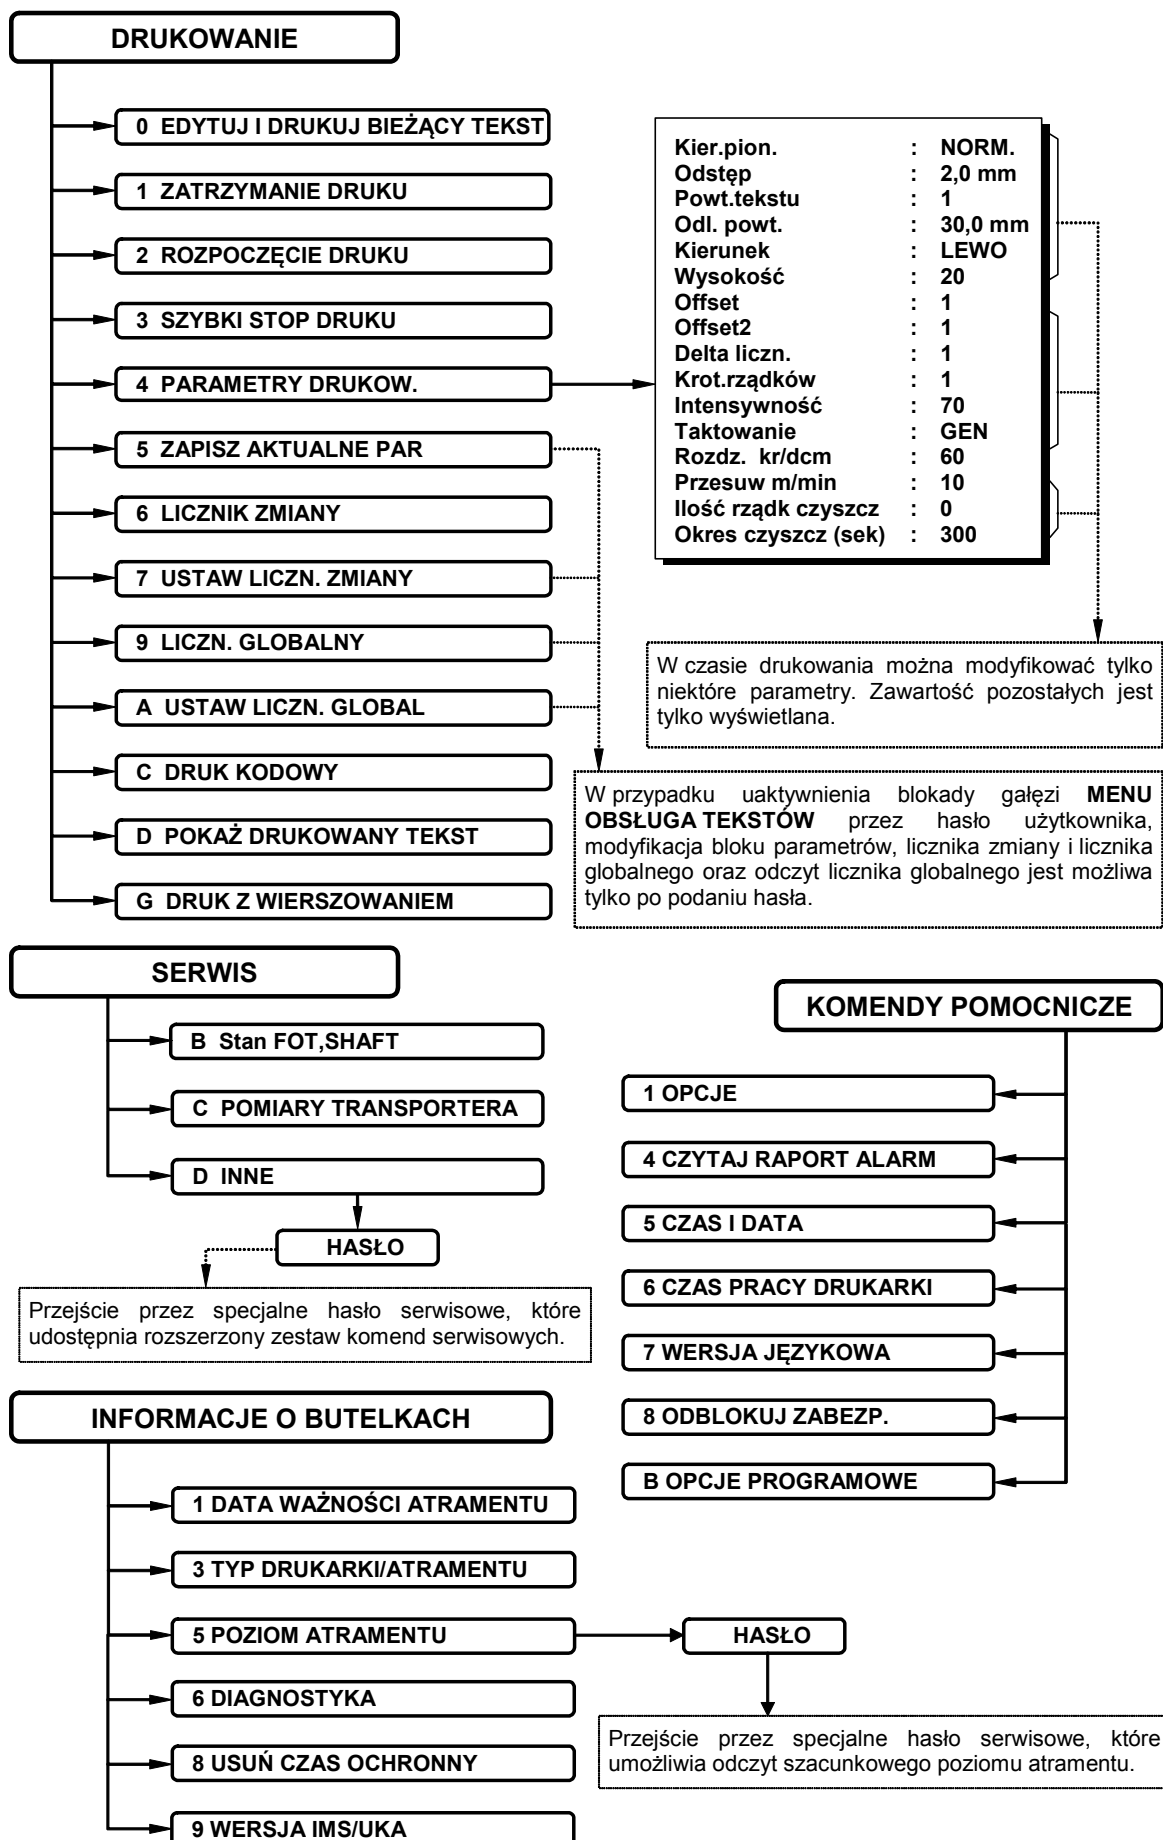 DRUKOWANIE
0 EDYTUJ I DRUKUJ BIEŻĄCY TEKST
1 ZATRZYMANIE DRUKU
2 ROZPOCZĘCIE DRUKU
3 SZYBKI STOP DRUKU
4 PARAMETRY DRUKOW.
5 ZAPISZ AKTUALNE PAR
6 LICZNIK ZMIANY
7 USTAW LICZN. ZMIANY
9 LICZN. GLOBALNY
A USTAW LICZN. GLOBAL
C DRUK KODOWY
D POKAŻ DRUKOWANY TEKST
G DRUK Z WIERSZOWANIEM
Kier.pion. : NORM.
Odstęp : 2,0 mm
Powt.tekstu : 1
Odl. powt. : 30,0 mm
Kierunek : LEWO
Wysokość : 20
Offset : 1
Offset2 : 1
Delta liczn. : 1
Krot.rządków : 1
Intensywność : 70
Taktowanie : GEN
Rozdz. kr/dcm : 60
Przesuw m/min : 10
Ilość rządk czyszcz : 0
Okres czyszcz (sek) : 300
W czasie drukowania można modyfikować tylko
niektóre parametry. Zawartość pozostałych jest
tylko wyświetlana.
W przypadku uaktywnienia blokady gałęzi MENU
OBSŁUGA TEKSTÓW przez hasło użytkownika,
modyfikacja bloku parametrów, licznika zmiany i licznika
globalnego oraz odczyt licznika globalnego jest możliwa
tylko po podaniu hasła.
SERWIS
B Stan FOT,SHAFT
C POMIARY TRANSPORTERA
D INNE
HASŁO
Przejście przez specjalne hasło serwisowe, które
udostępnia rozszerzony zestaw komend serwisowych.
KOMENDY POMOCNICZE
1 OPCJE
4 CZYTAJ RAPORT ALARM
5 CZAS I DATA
6 CZAS PRACY DRUKARKI
7 WERSJA JĘZYKOWA
8 ODBLOKUJ ZABEZP.
B OPCJE PROGRAMOWE
INFORMACJE O BUTELKACH
1 DATA WAŻNOŚCI ATRAMENTU
3 TYP DRUKARKI/ATRAMENTU
5 POZIOM ATRAMENTU
6 DIAGNOSTYKA
8 USUŃ CZAS OCHRONNY
9 WERSJA IMS/UKA
HASŁO
Przejście przez specjalne hasło serwisowe, które
umożliwia odczyt szacunkowego poziomu atramentu.